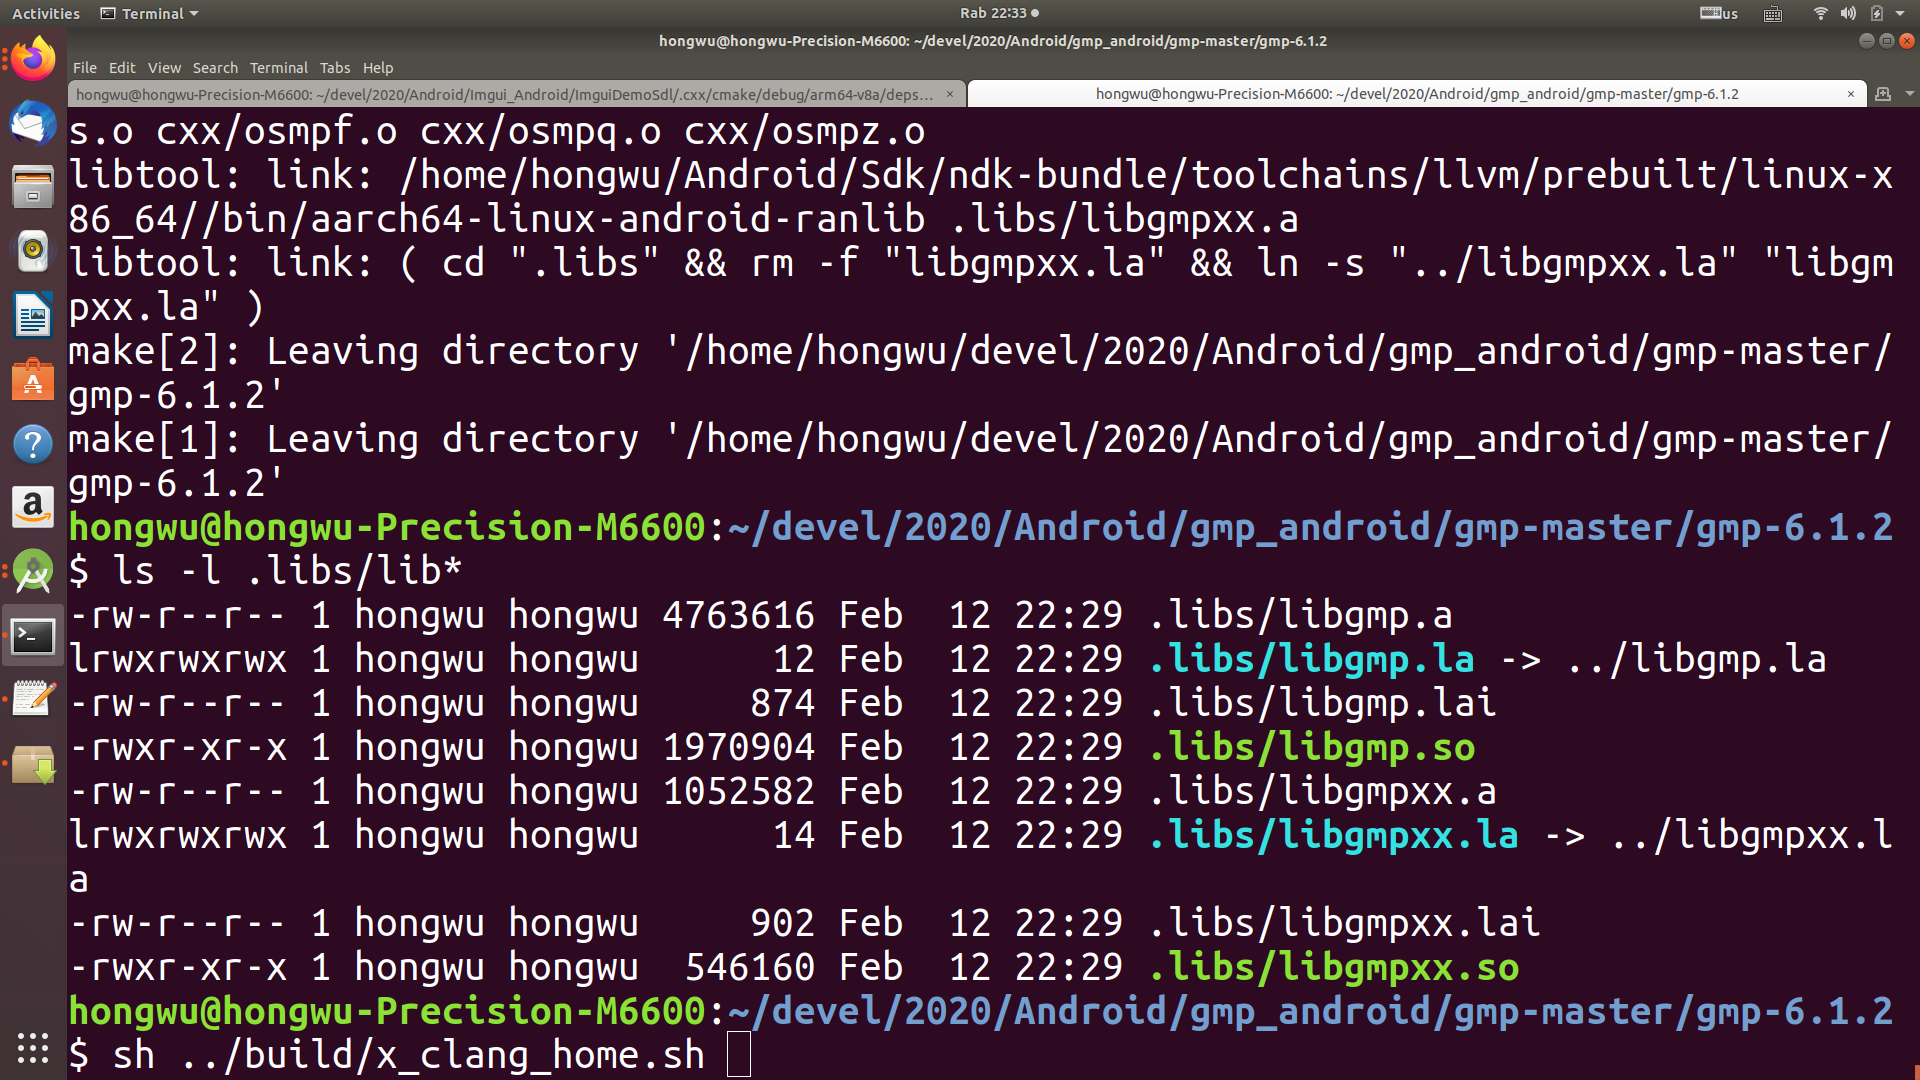 Activities Terminal Rab 22:33 us
hongwu@hongwu-Precision-M6600: ~/devel/2020/Android/gmp_android/gmp-master/gmp-6.1.2
File Edit View Search Terminal Tabs Help
hongwu@hongwu-Precision-M6600: ~/devel/2020/Android/Imgui_Android/ImguiDemoSdl/.cxx/cmake/debug/arm64-v8a/deps... × hongwu@hongwu-Precision-M6600: ~/devel/2020/Android/gmp_android/gmp-master/gmp-6.1.2 ×
s.o cxx/osmpf.o cxx/osmpq.o cxx/osmpz.o
libtool: link: /home/hongwu/Android/Sdk/ndk-bundle/toolchains/llvm/prebuilt/linux-x
86_64//bin/aarch64-linux-android-ranlib .libs/libgmpxx.a
libtool: link: ( cd ".libs" && rm -f "libgmpxx.la" && ln -s "../libgmpxx.la" "libgm
pxx.la" )
make[2]: Leaving directory '/home/hongwu/devel/2020/Android/gmp_android/gmp-master/
gmp-6.1.2'
make[1]: Leaving directory '/home/hongwu/devel/2020/Android/gmp_android/gmp-master/
gmp-6.1.2'
hongwu@hongwu-Precision-M6600:~/devel/2020/Android/gmp_android/gmp-master/gmp-6.1.2
$ ls -l .libs/lib*
-rw-r--r-- 1 hongwu hongwu 4763616 Feb  12 22:29 .libs/libgmp.a
lrwxrwxrwx 1 hongwu hongwu      12 Feb  12 22:29 .libs/libgmp.la -> ../libgmp.la
-rw-r--r-- 1 hongwu hongwu     874 Feb  12 22:29 .libs/libgmp.lai
-rwxr-xr-x 1 hongwu hongwu 1970904 Feb  12 22:29 .libs/libgmp.so
-rw-r--r-- 1 hongwu hongwu 1052582 Feb  12 22:29 .libs/libgmpxx.a
lrwxrwxrwx 1 hongwu hongwu      14 Feb  12 22:29 .libs/libgmpxx.la -> ../libgmpxx.l
a
-rw-r--r-- 1 hongwu hongwu     902 Feb  12 22:29 .libs/libgmpxx.lai
-rwxr-xr-x 1 hongwu hongwu  546160 Feb  12 22:29 .libs/libgmpxx.so
hongwu@hongwu-Precision-M6600:~/devel/2020/Android/gmp_android/gmp-master/gmp-6.1.2
$ sh ../build/x_clang_home.sh